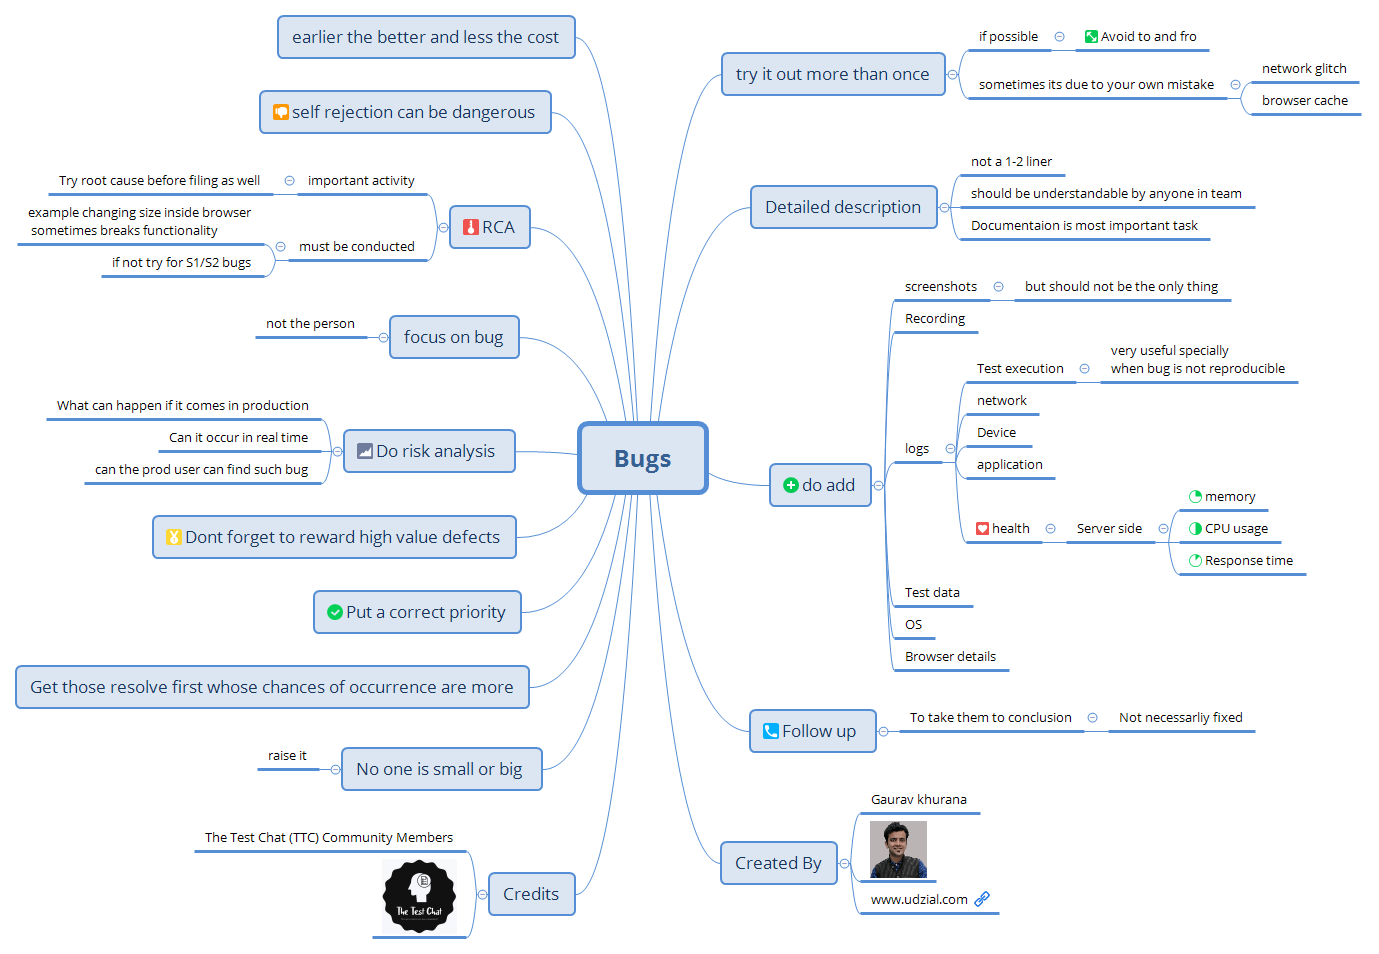 Bugs
try it out more than once
if possible
Avoid to and fro
sometimes its due to your own mistake
network glitch
browser cache
Detailed description
not a 1-2 liner
should be understandable by anyone in team
Documentaion is most important task
do add
screenshots
but should not be the only thing
Recording
logs
Test execution
very useful specially
when bug is not reproducible
network
Device
application
health
Server side
memory
CPU usage
Response time
Test data
OS
Browser details
Follow up
To take them to conclusion
Not necessarliy fixed
Created By
Gaurav khurana
www.udzial.com
earlier the better and less the cost
self rejection can be dangerous
RCA
important activity
Try root cause before filing as well
must be conducted
example changing size inside browser
sometimes breaks functionality
if not try for S1/S2 bugs
focus on bug
not the person
Do risk analysis
What can happen if it comes in production
Can it occur in real time
can the prod user can find such bug
Dont forget to reward high value defects
Put a correct priority
Get those resolve first whose chances of occurrence are more
No one is small or big
raise it
Credits
The Test Chat (TTC) Community Members
The Test Chat